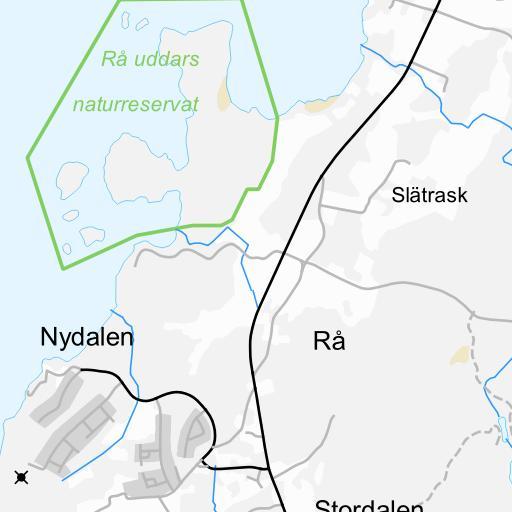 Rå uddars
naturreservat
Slätrask
Nydalen
Rå
Stordalen